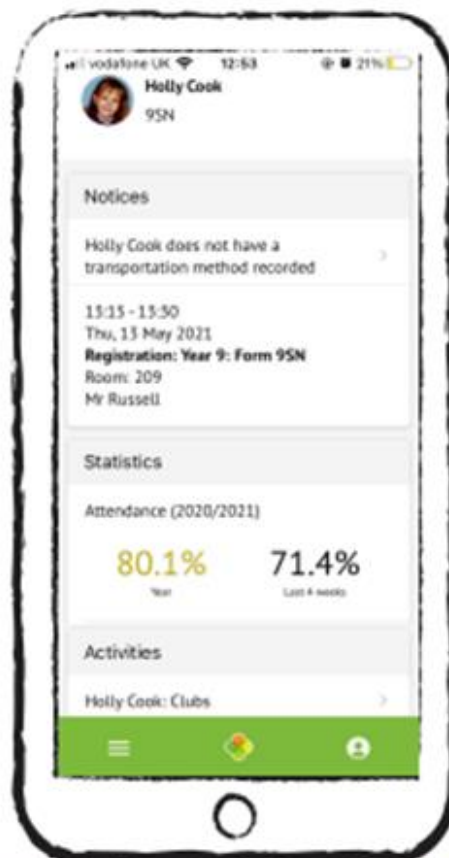 vodafone UK 12:53 21%
Holly Cook
9SN
Notices
Holly Cook does not have a
transportation method recorded
13:15 - 13:30
Thu, 13 May 2021
Registration: Year 9: Form 9SN
Room: 209
Mr Russell
Statistics
Attendance (2020/2021)
80.1% 71.4%
Year Last 4 weeks
Activities
Holly Cook: Clubs